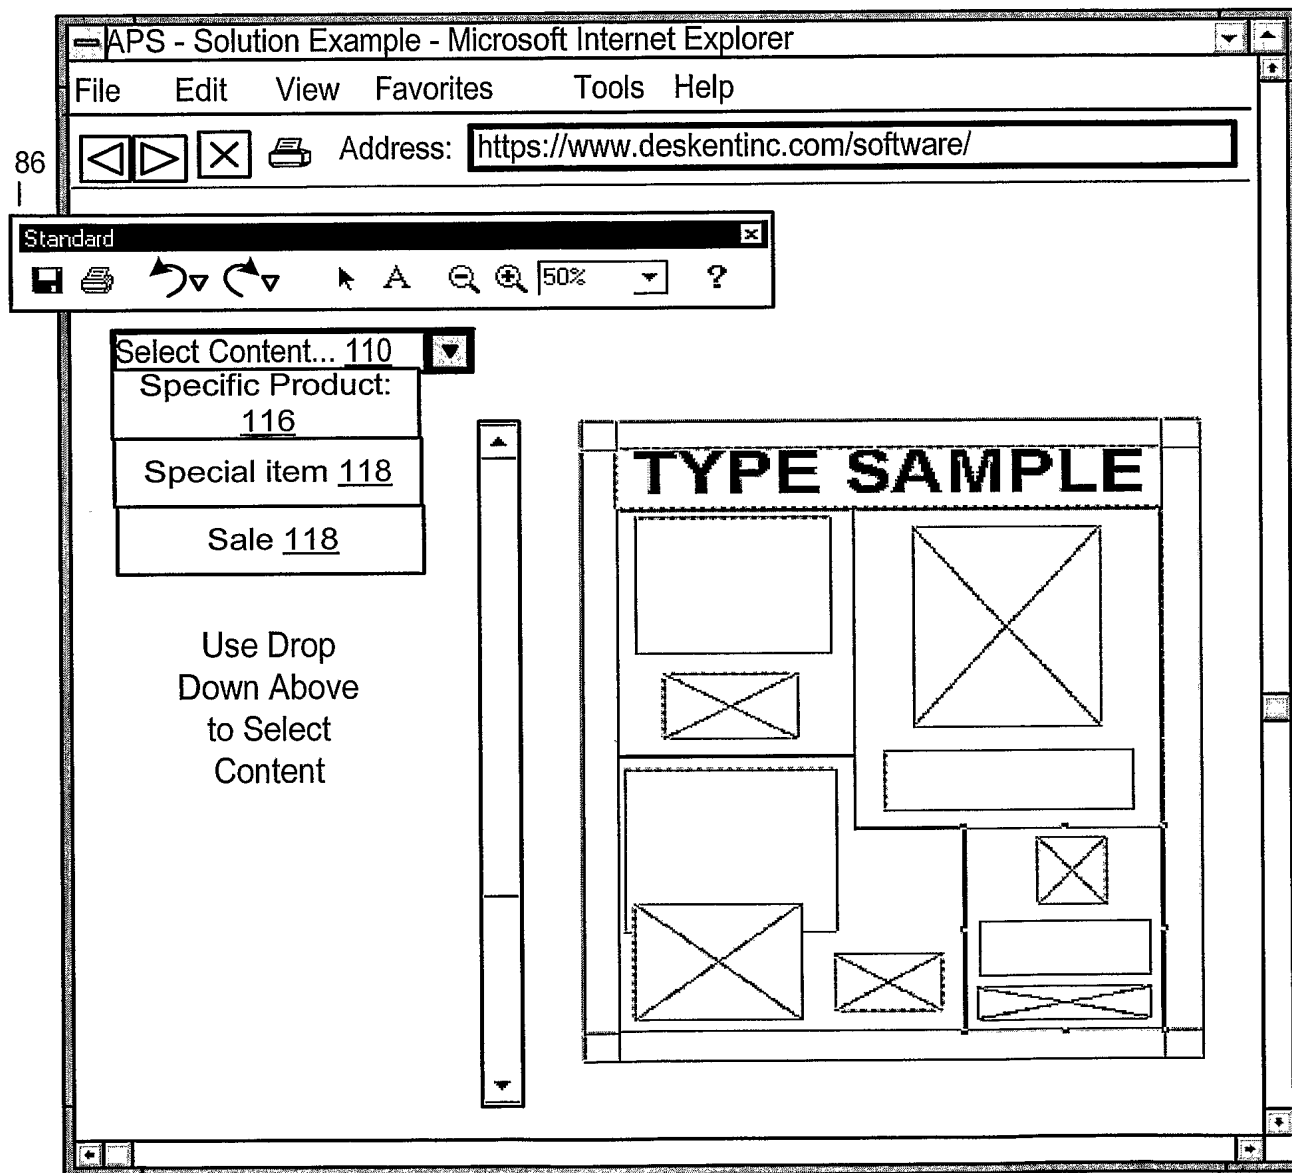 APS - Solution Example - Microsoft Internet Explorer
File Edit View Favorites Tools Help
Address: https://www.deskentinc.com/software/
86
Standard
A 50% ?
Select Content... 110
Specific Product:
116
Special item 118
Sale 118
TYPE SAMPLE
Use Drop
Down Above
to Select
Content